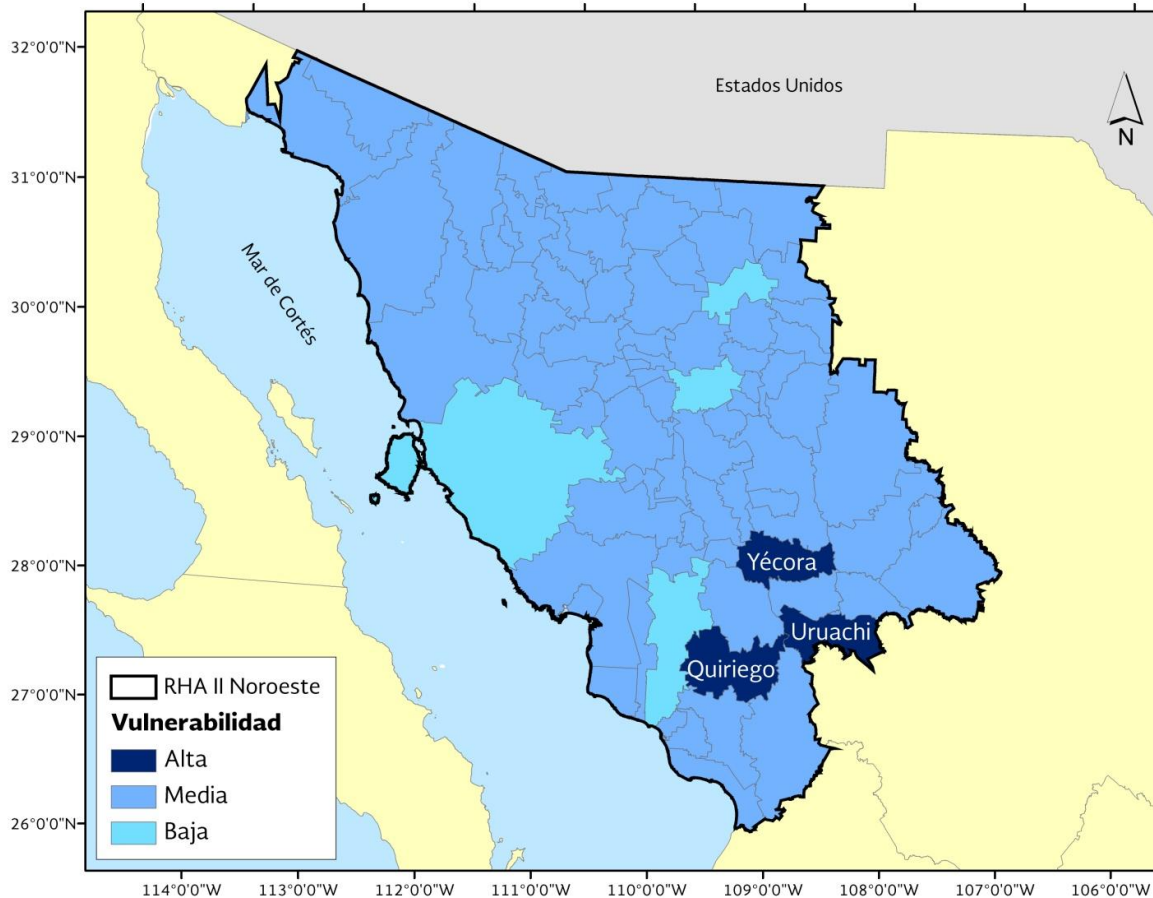 Estados Unidos
N
Mar de Cortés
Yécora
Uruachi
Quiriego
RHA II Noroeste
Vulnerabilidad
Alta
Media
Baja
32°0'0"N
31°0'0"N
30°0'0"N
29°0'0"N
28°0'0"N
27°0'0"N
26°0'0"N
114°0'0"W
113°0'0"W
112°0'0"W
111°0'0"W
110°0'0"W
109°0'0"W
108°0'0"W
107°0'0"W
106°0'0"W